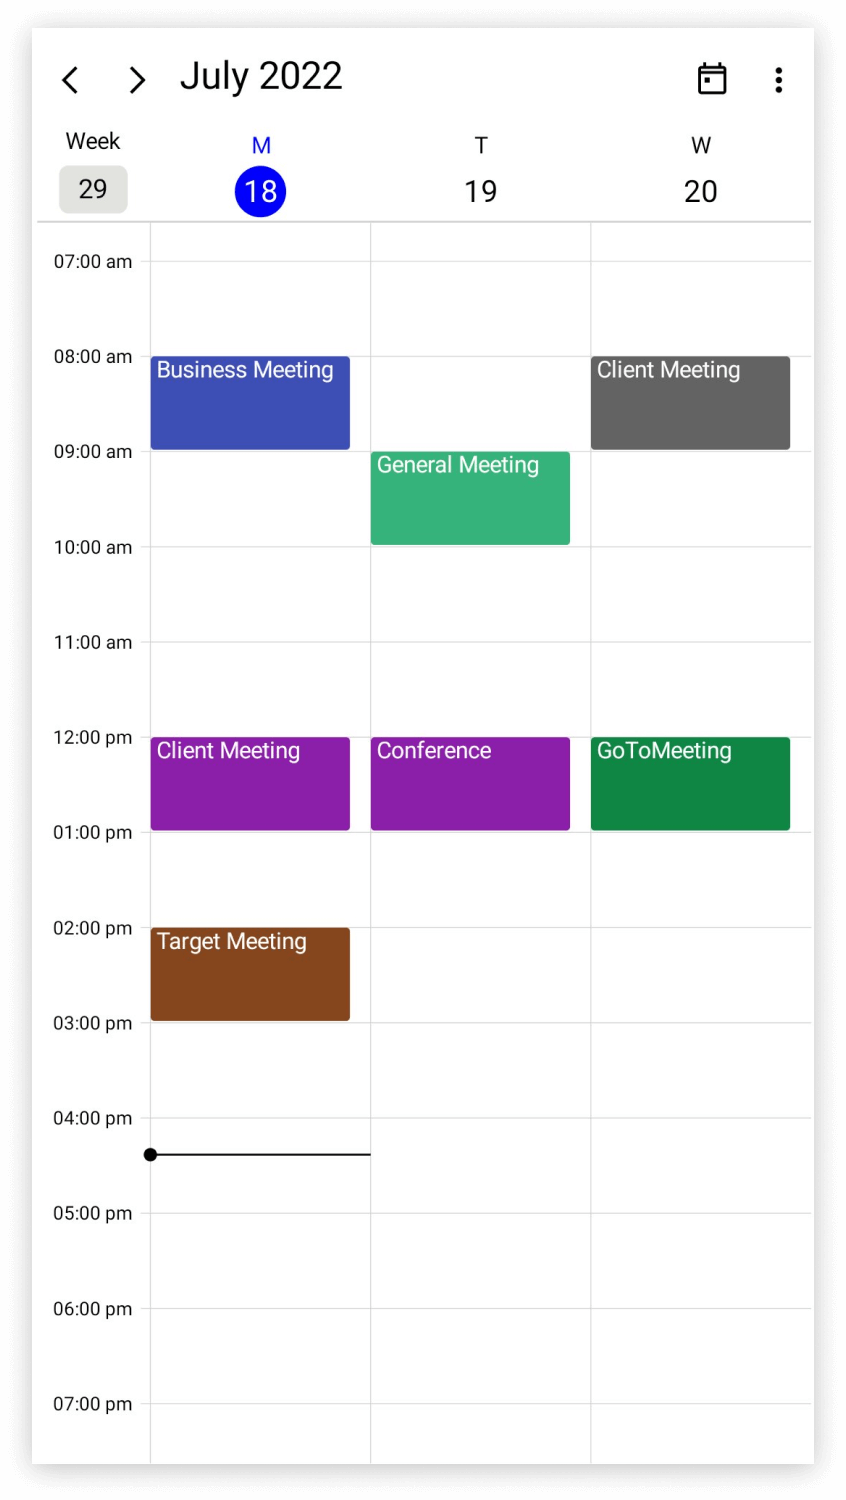 July 2022
Week M T W
29 18 19 20
07:00 am
08:00 am
Business Meeting
Client Meeting
09:00 am
General Meeting
10:00 am
11:00 am
12:00 pm
Client Meeting
Conference
GoToMeeting
01:00 pm
02:00 pm
Target Meeting
03:00 pm
04:00 pm
05:00 pm
06:00 pm
07:00 pm